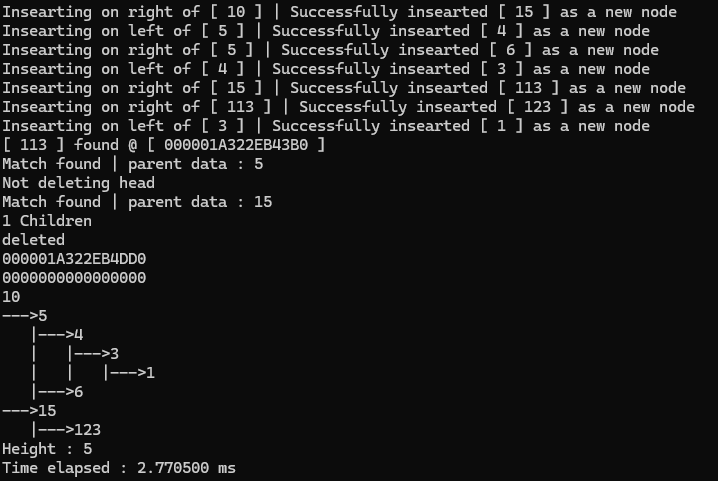 Insearting on right of [ 10 ] | Successfully insearted [ 15 ] as a new node
Insearting on left of [ 5 ] | Successfully insearted [ 4 ] as a new node
Insearting on right of [ 5 ] | Successfully insearted [ 6 ] as a new node
Insearting on left of [ 4 ] | Successfully insearted [ 3 ] as a new node
Insearting on right of [ 15 ] | Successfully insearted [ 113 ] as a new node
Insearting on right of [ 113 ] | Successfully insearted [ 123 ] as a new node
Insearting on left of [ 3 ] | Successfully insearted [ 1 ] as a new node
[ 113 ] found @ [ 000001A322EB43B0 ]
Match found | parent data : 5
Not deleting head
Match found | parent data : 15
1 Children
deleted
000001A322EB4DD0
0000000000000000
10
--->5
   |--->4
   |   |--->3
   |   |   |--->1
   |--->6
--->15
   |--->123
Height : 5
Time elapsed : 2.770500 ms